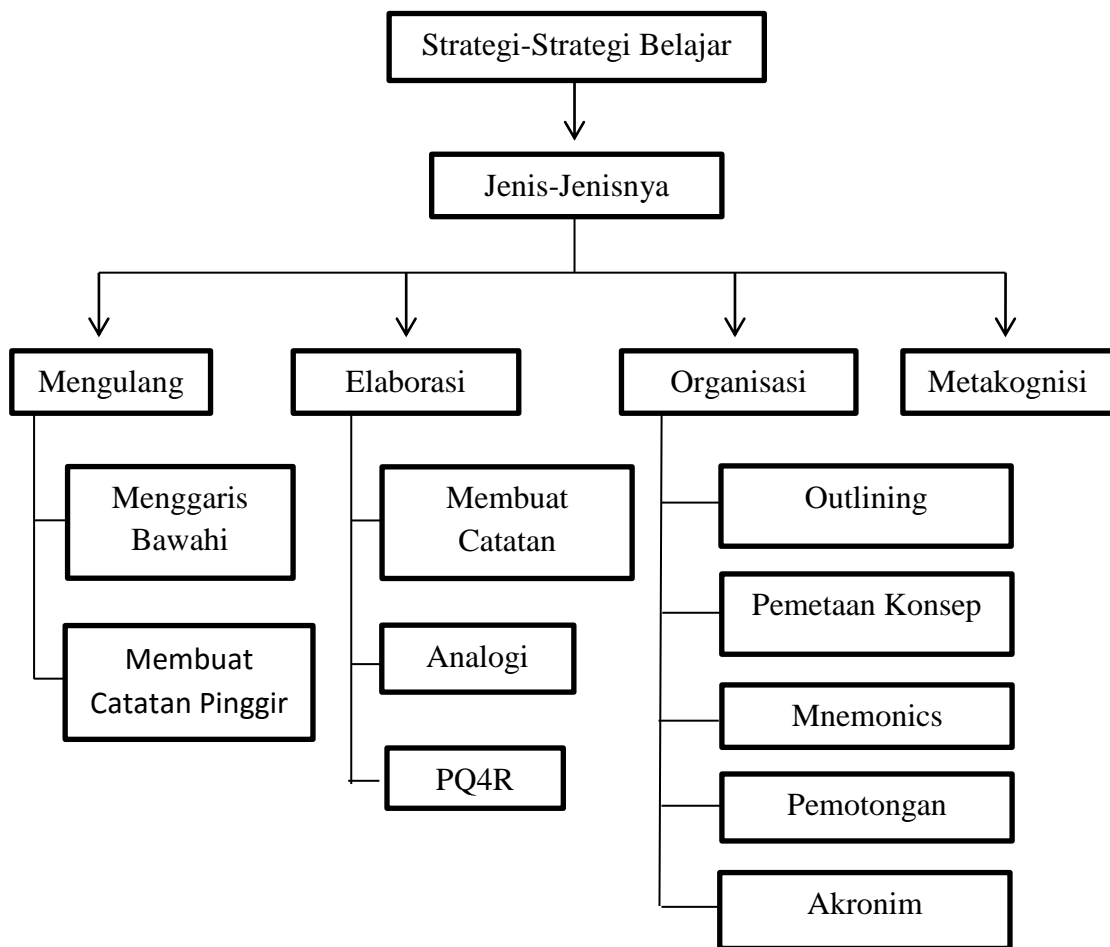 Strategi-Strategi Belajar
Jenis-Jenisnya
Mengulang
Elaborasi
Organisasi
Metakognisi
Menggaris
Bawahi
Membuat
Catatan Pinggir
Membuat
Catatan
Analogi
PQ4R
Outlining
Pemetaan Konsep
Mnemonics
Pemotongan
Akronim